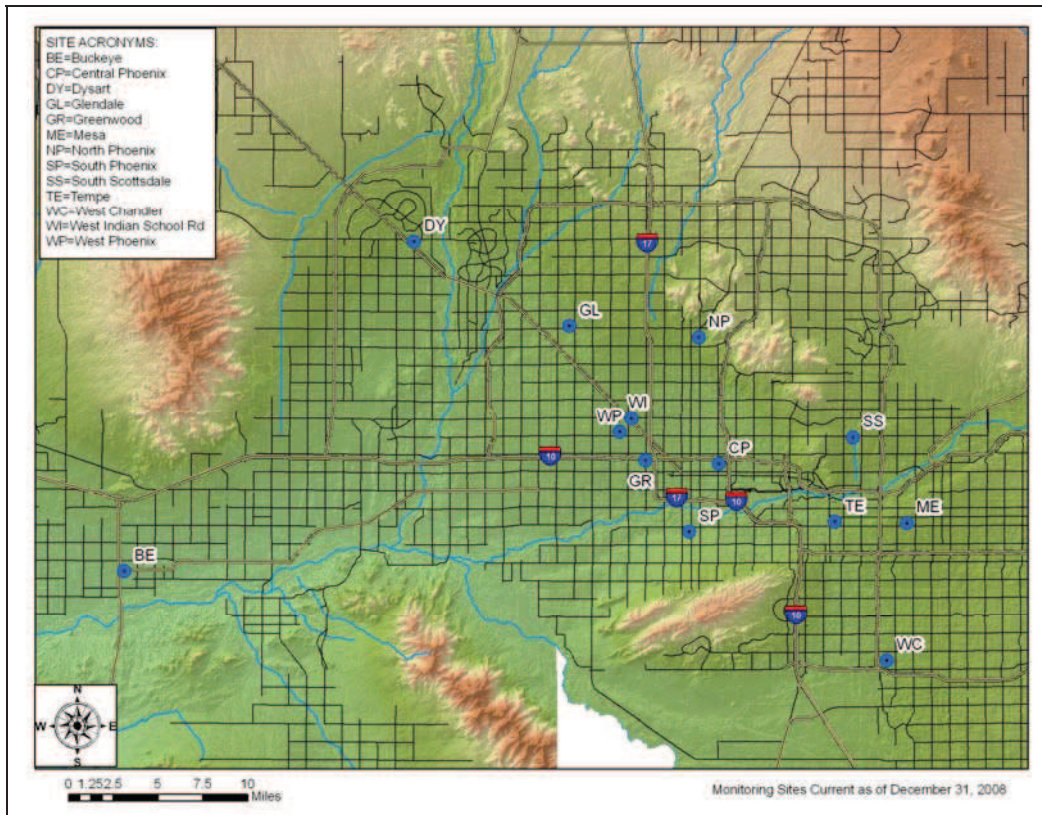 SITE ACRONYMS:
BE=Buckeye
CP=Central Phoenix
DY=Dysart
GL=Glendale
GR=Greenwood
ME=Mesa
NP=North Phoenix
SP=South Phoenix
SS=South Scottsdale
TE=Tempe
WC=West Chandler
WI=West Indian School Rd
WP=West Phoenix
DY
17
GL
NP
WI
WP
SS
10
CP
GR
17
10
SP
TE
ME
BE
10
WC
N
W E
S
0 1.25 2.5 5 7.5 10
Miles
Monitoring Sites Current as of December 31, 2008